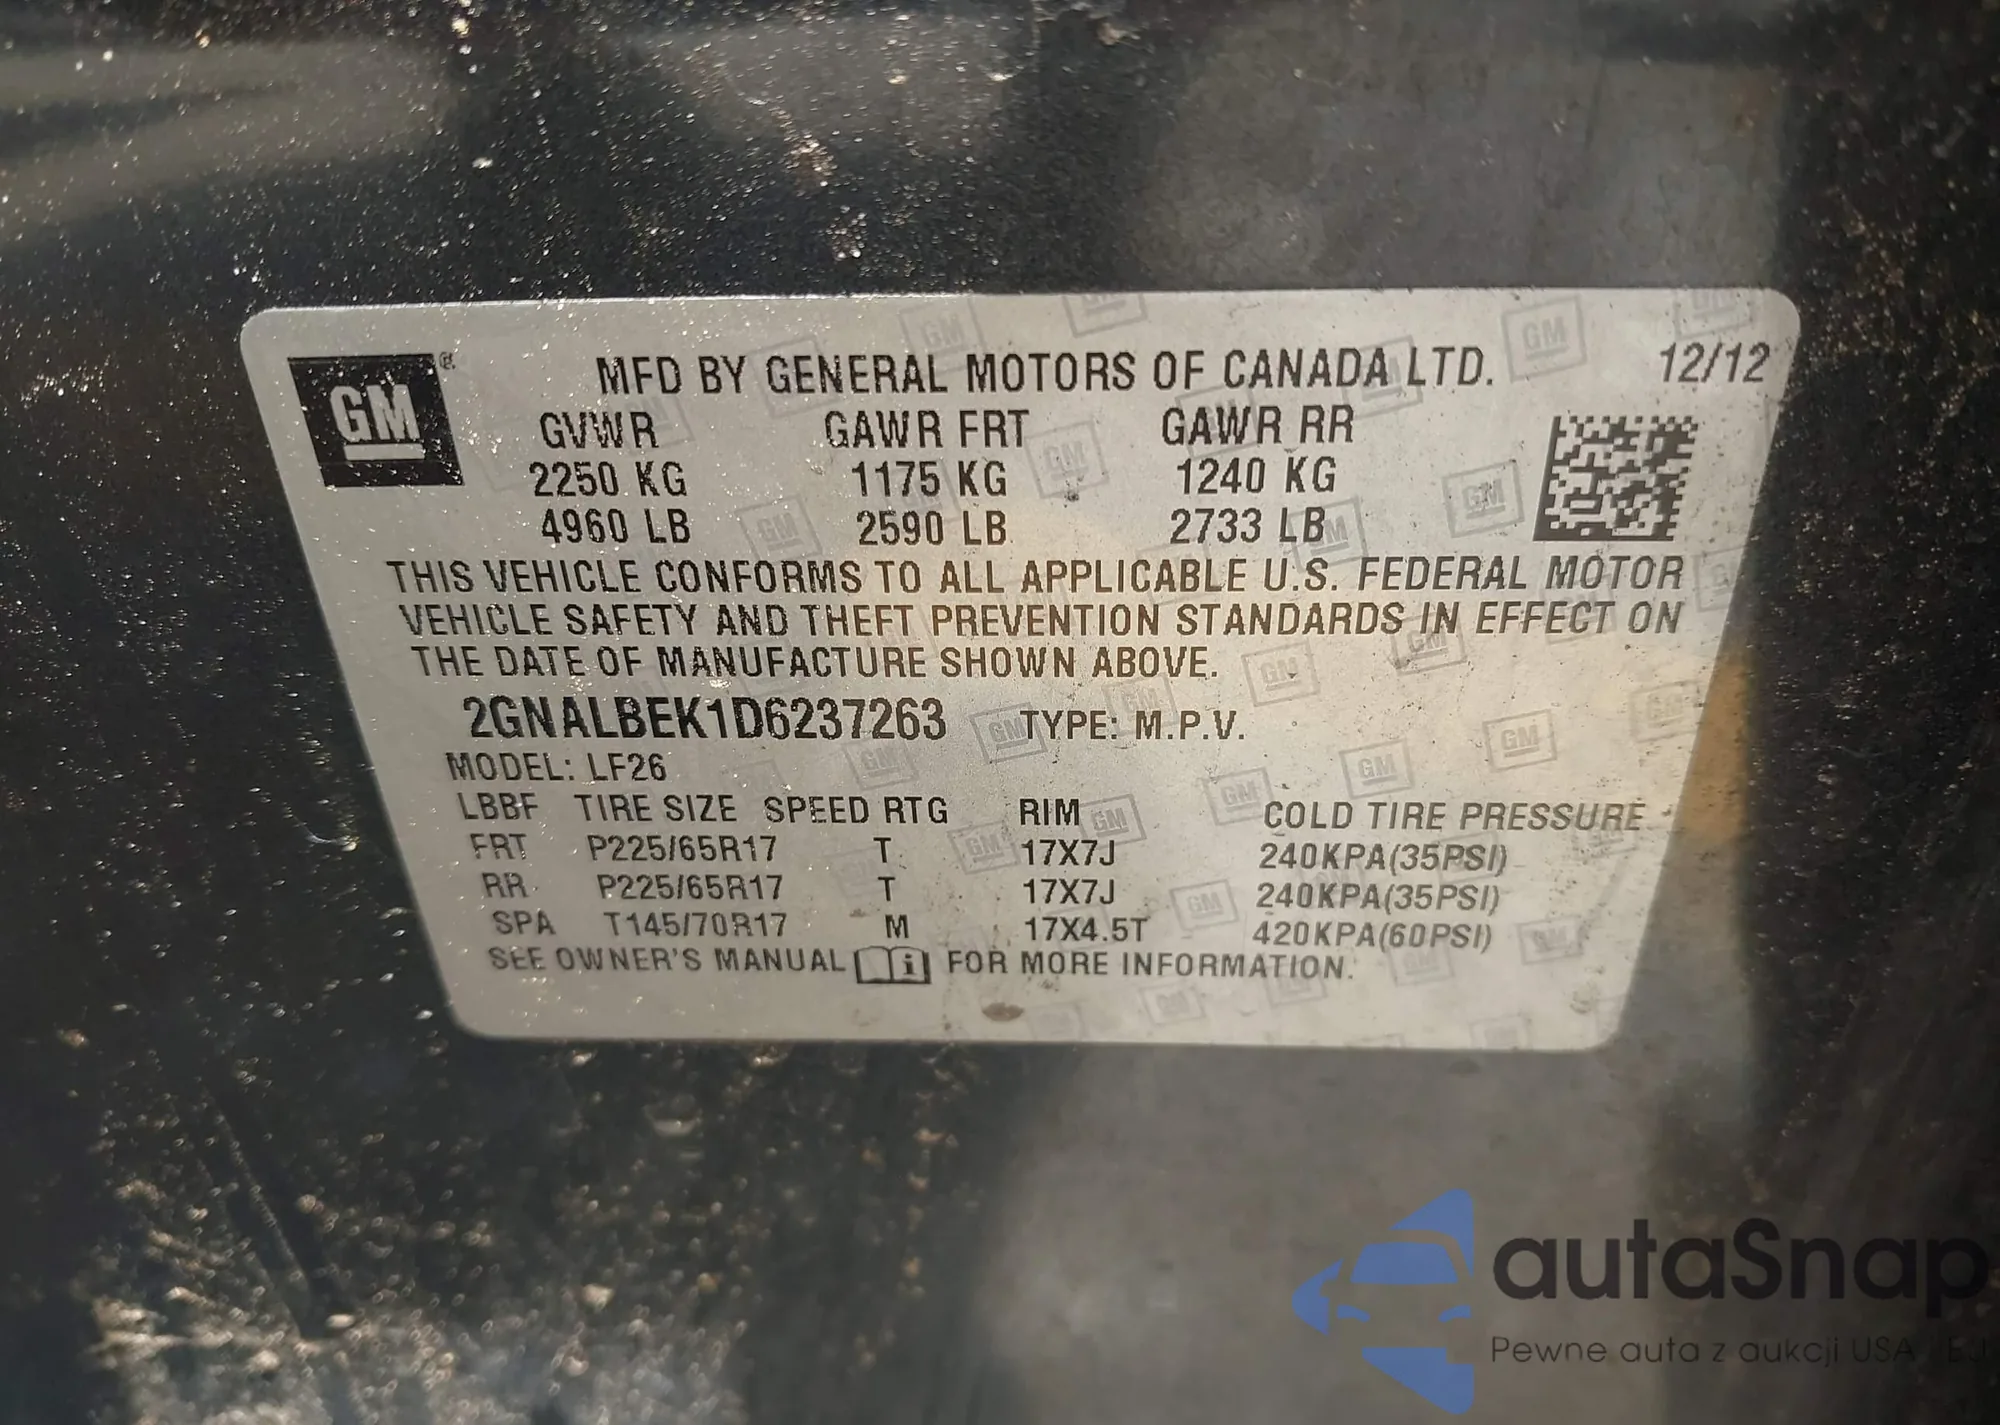 GM ®
MFD BY GENERAL MOTORS OF CANADA LTD. 12/12
GVWR GAWR FRT GAWR RR
2250 KG 1175 KG 1240 KG
4960 LB 2590 LB 2733 LB
THIS VEHICLE CONFORMS TO ALL APPLICABLE U.S. FEDERAL MOTOR
VEHICLE SAFETY AND THEFT PREVENTION STANDARDS IN EFFECT ON
THE DATE OF MANUFACTURE SHOWN ABOVE.
2GNALBEK1D6237263 TYPE: M.P.V.
MODEL: LF26
LBBF TIRE SIZE SPEED RTG RIM COLD TIRE PRESSURE
FRT P225/65R17 T 17X7J 240KPA(35PSI)
RR P225/65R17 T 17X7J 240KPA(35PSI)
SPA T145/70R17 M 17X4.5T 420KPA(60PSI)
SEE OWNER'S MANUAL i FOR MORE INFORMATION.
autaSnap
Pewne auta z aukcji USA